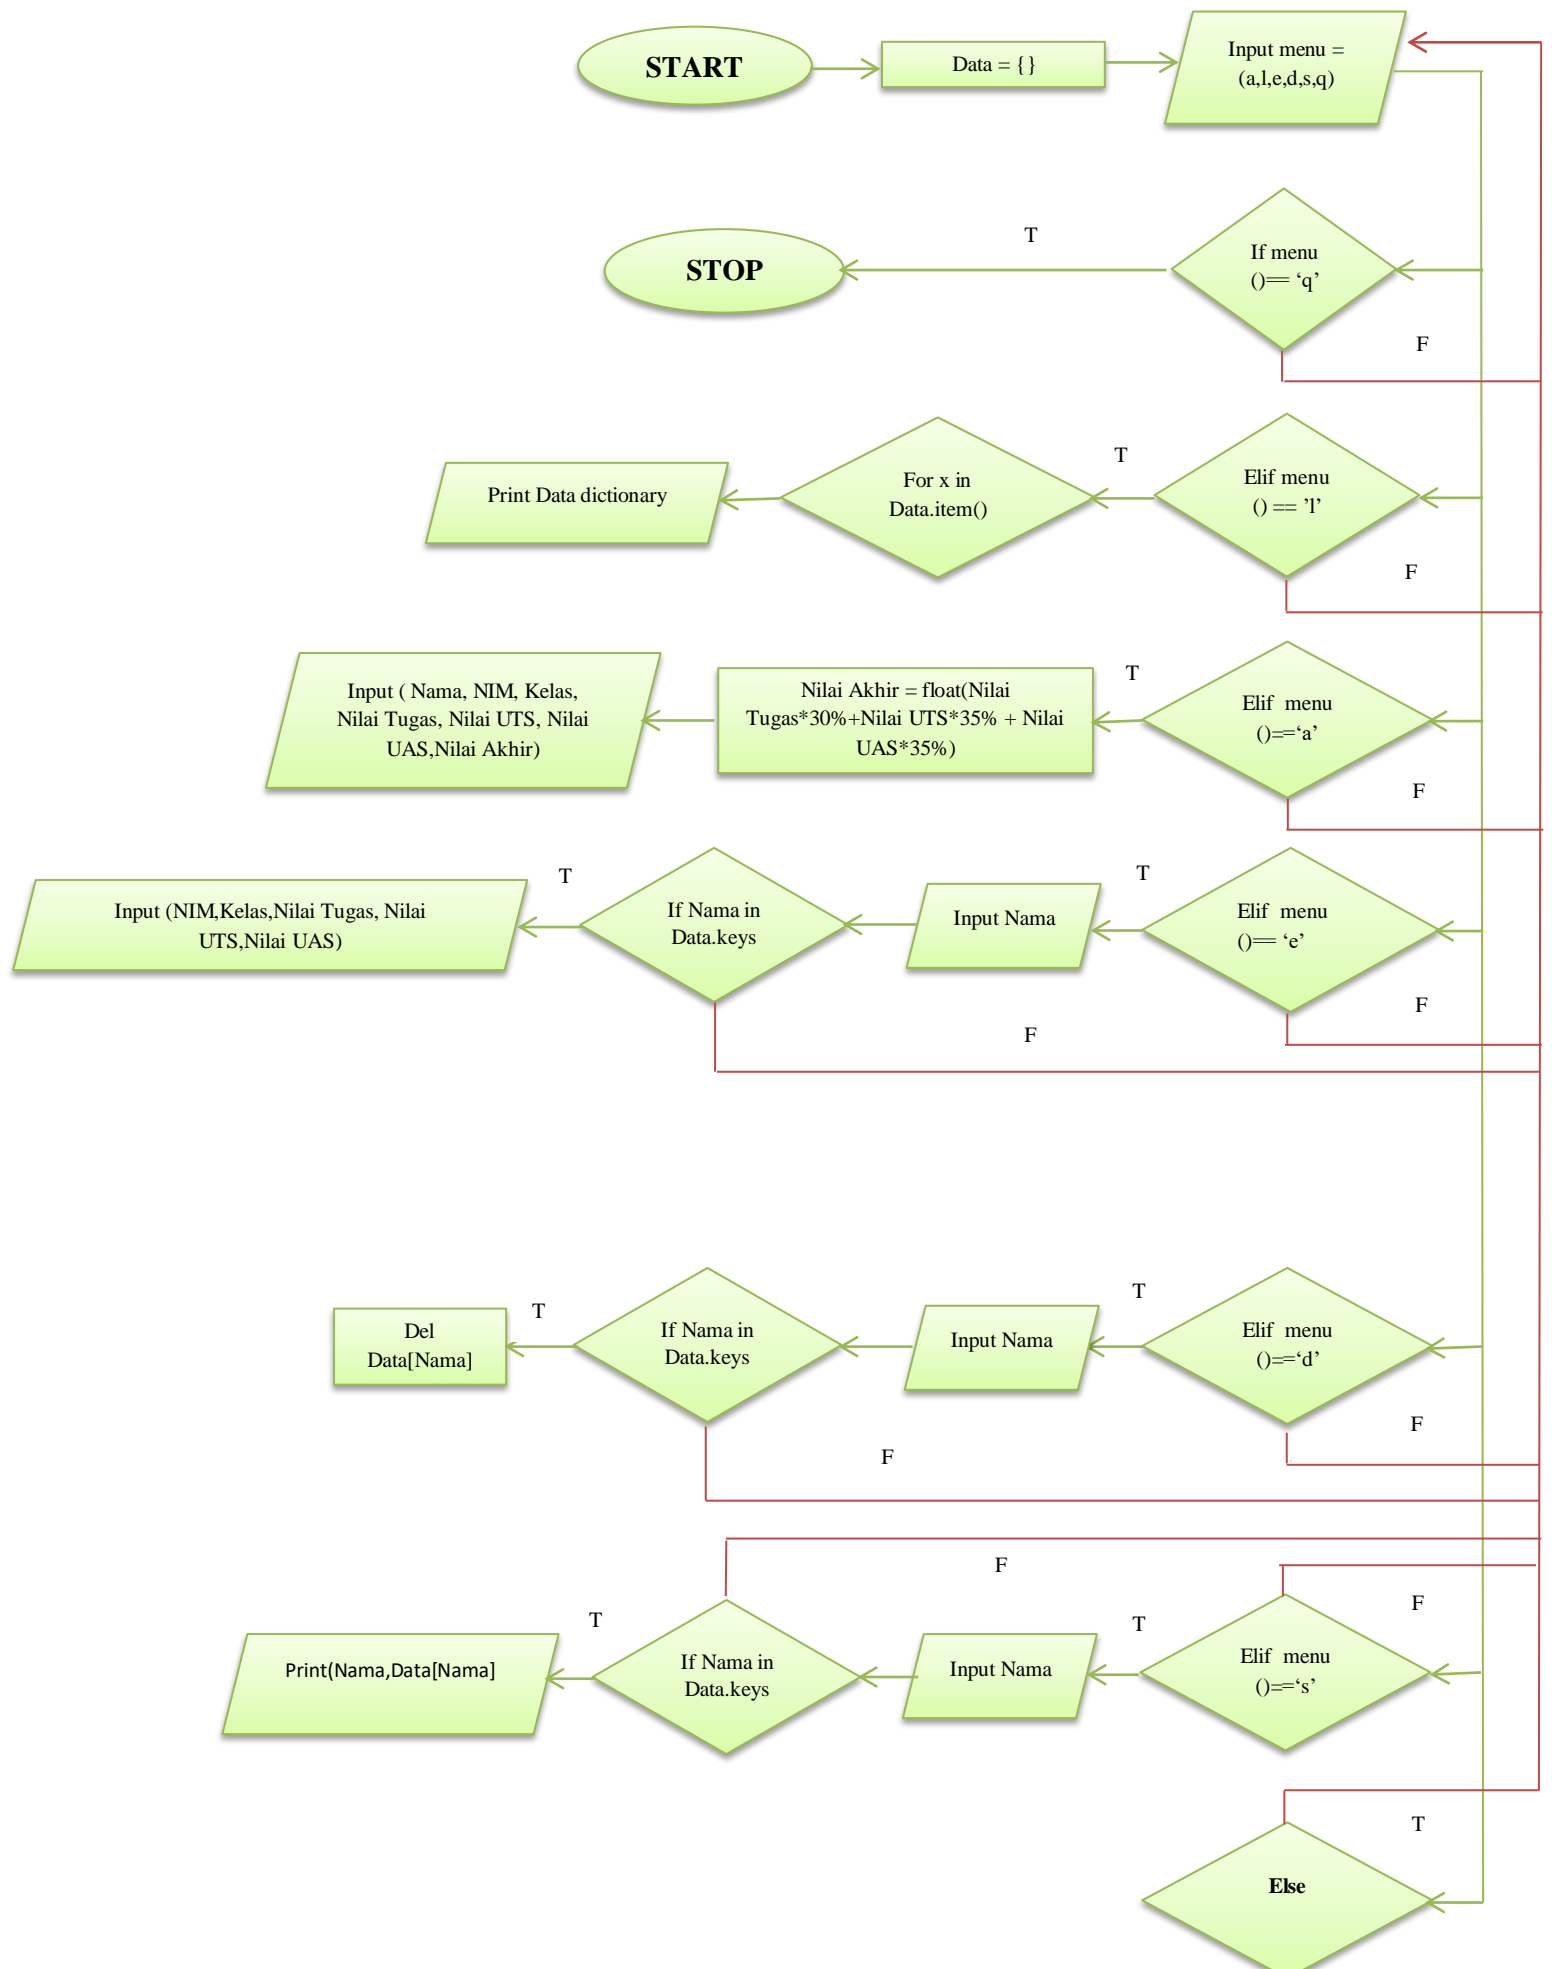 START
Data = {}
Input menu =
(a,l,e,d,s,q)
STOP
T
If menu
()== ‘q’
F
Print Data dictionary
For x in
Data.item()
T
Elif menu
() == ’l’
F
Input ( Nama, NIM, Kelas,
Nilai Tugas, Nilai UTS, Nilai
UAS,Nilai Akhir)
Nilai Akhir = float(Nilai
Tugas*30%+Nilai UTS*35% + Nilai
UAS*35%)
T
Elif menu
()==‘a’
F
Input (NIM,Kelas,Nilai Tugas, Nilai
UTS,Nilai UAS)
T
If Nama in
Data.keys
Input Nama
T
Elif menu
()== ‘e’
F
F
Del
Data[Nama]
T
If Nama in
Data.keys
Input Nama
T
Elif menu
()==‘d’
F
F
Print(Nama,Data[Nama]
T
If Nama in
Data.keys
F
Input Nama
T
Elif menu
()==‘s’
F
T
Else